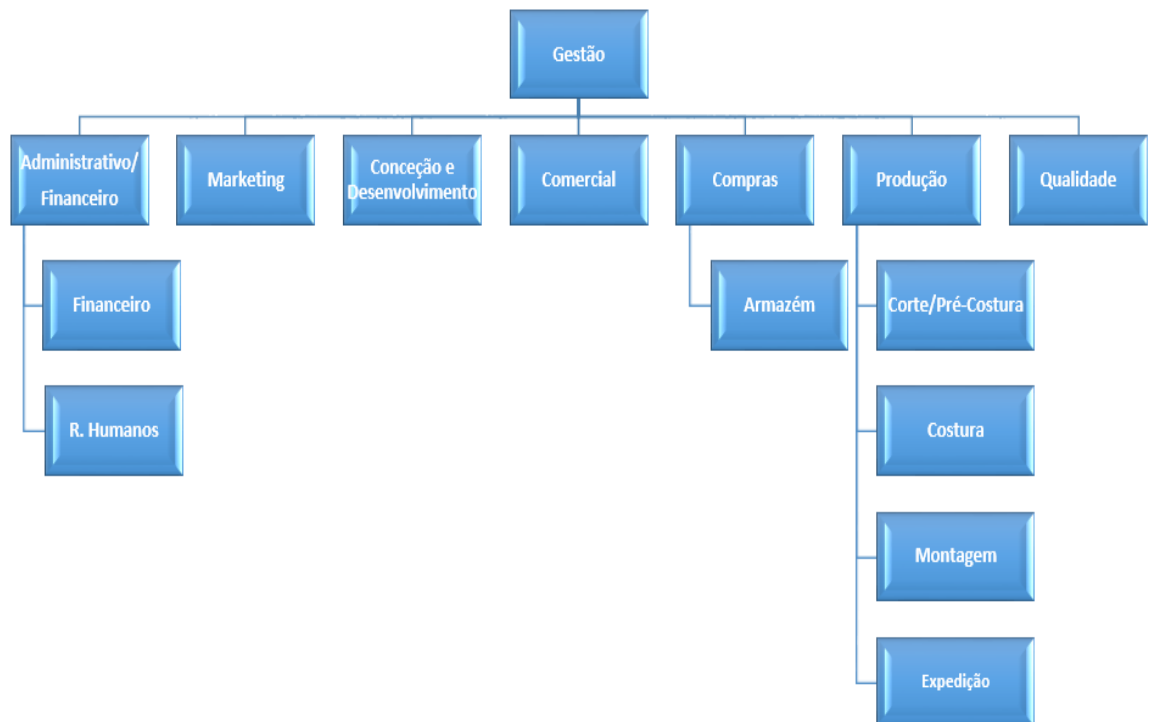 Gestão
Administrativo/
Financeiro
Marketing
Conceção e
Desenvolvimento
Comercial
Compras
Produção
Qualidade
Financeiro
Armazém
Corte/Pré-Costura
R. Humanos
Costura
Montagem
Expedição